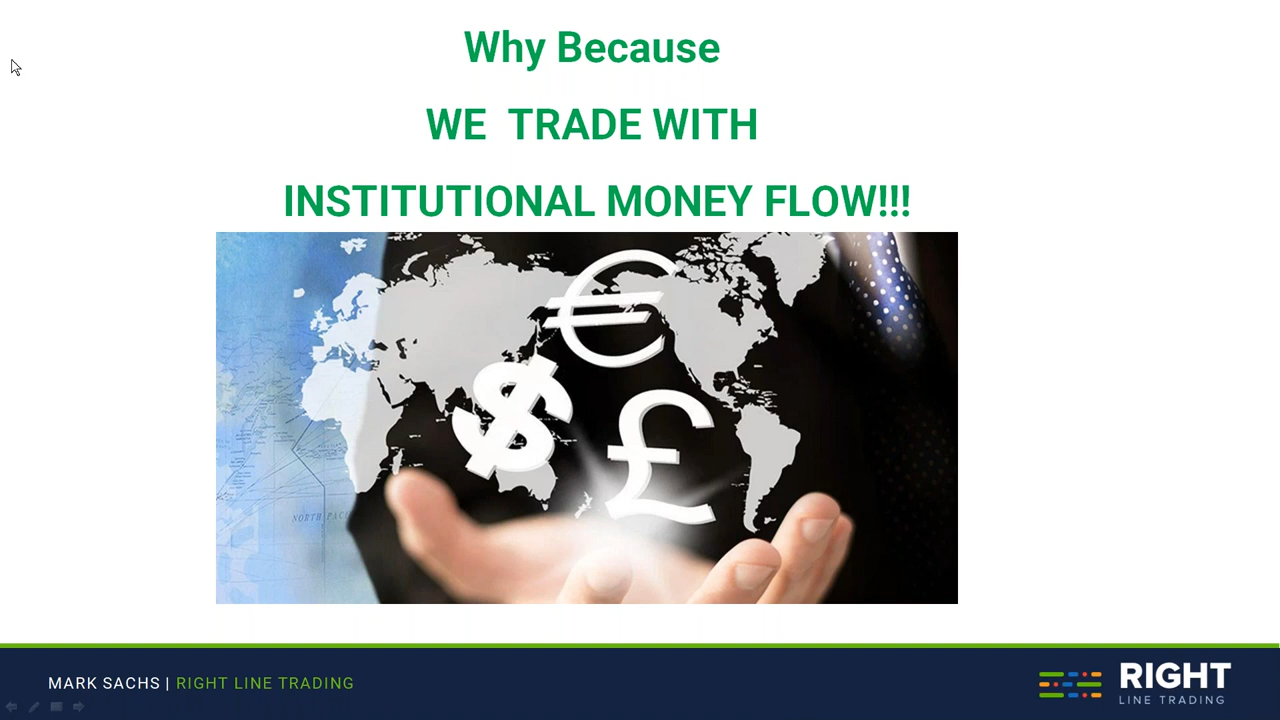 Why Because
WE TRADE WITH
INSTITUTIONAL MONEY FLOW!!!
€
$
£
NORTH PAC
MARK SACHS | RIGHT LINE TRADING
RIGHT
LINE TRADING